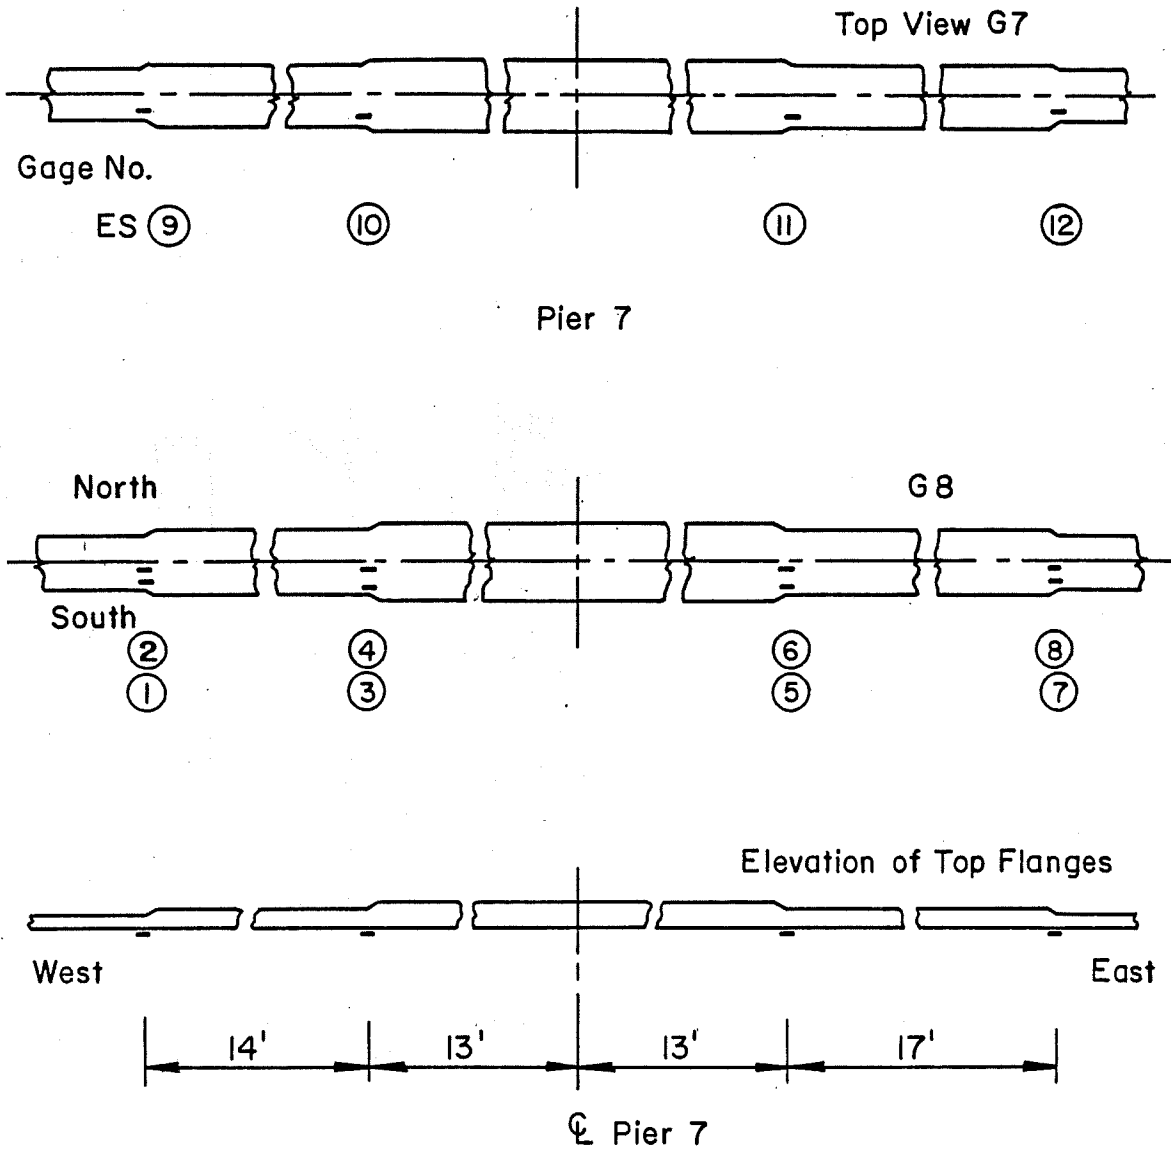 Top View G7
Gage No.
ES 9 10 11 12
Pier 7
North G8
South
2 4 6 8
1 3 5 7
Elevation of Top Flanges
West East
14' 13' 13' 17'
℄ Pier 7